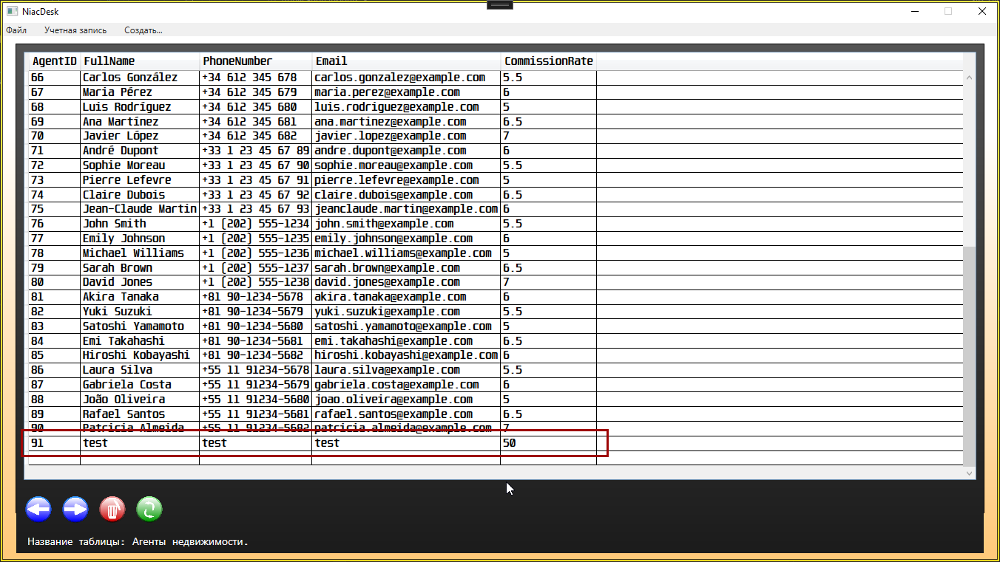 NiacDesk
Файл Учетная запись Создать...
AgentID FullName PhoneNumber Email CommissionRate
66 Carlos González +34 612 345 678 carlos.gonzalez@example.com 5.5
67 Maria Pérez +34 612 345 679 maria.perez@example.com 6
68 Luis Rodríguez +34 612 345 680 luis.rodriguez@example.com 5
69 Ana Martínez +34 612 345 681 ana.martinez@example.com 6.5
70 Javier López +34 612 345 682 javier.lopez@example.com 7
71 André Dupont +33 1 23 45 67 89 andre.dupont@example.com 6
72 Sophie Moreau +33 1 23 45 67 90 sophie.moreau@example.com 5.5
73 Pierre Lefevre +33 1 23 45 67 91 pierre.lefevre@example.com 5
74 Claire Dubois +33 1 23 45 67 92 claire.dubois@example.com 6.5
75 Jean-Claude Martin +33 1 23 45 67 93 jeanclaude.martin@example.com 6
76 John Smith +1 (202) 555-1234 john.smith@example.com 5.5
77 Emily Johnson +1 (202) 555-1235 emily.johnson@example.com 6
78 Michael Williams +1 (202) 555-1236 michael.williams@example.com 5
79 Sarah Brown +1 (202) 555-1237 sarah.brown@example.com 6.5
80 David Jones +1 (202) 555-1238 david.jones@example.com 7
81 Akira Tanaka +81 90-1234-5678 akira.tanaka@example.com 6
82 Yuki Suzuki +81 90-1234-5679 yuki.suzuki@example.com 5.5
83 Satoshi Yamamoto +81 90-1234-5680 satoshi.yamamoto@example.com 5
84 Emi Takahashi +81 90-1234-5681 emi.takahashi@example.com 6.5
85 Hiroshi Kobayashi +81 90-1234-5682 hiroshi.kobayashi@example.com 6
86 Laura Silva +55 11 91234-5678 laura.silva@example.com 5.5
87 Gabriela Costa +55 11 91234-5679 gabriela.costa@example.com 6
88 João Oliveira +55 11 91234-5680 joao.oliveira@example.com 5
89 Rafael Santos +55 11 91234-5681 rafael.santos@example.com 6.5
90 Patricia Almeida +55 11 91234-5682 patricia.almeida@example.com 7
91 test test test 50
Название таблицы: Агенты недвижимости.